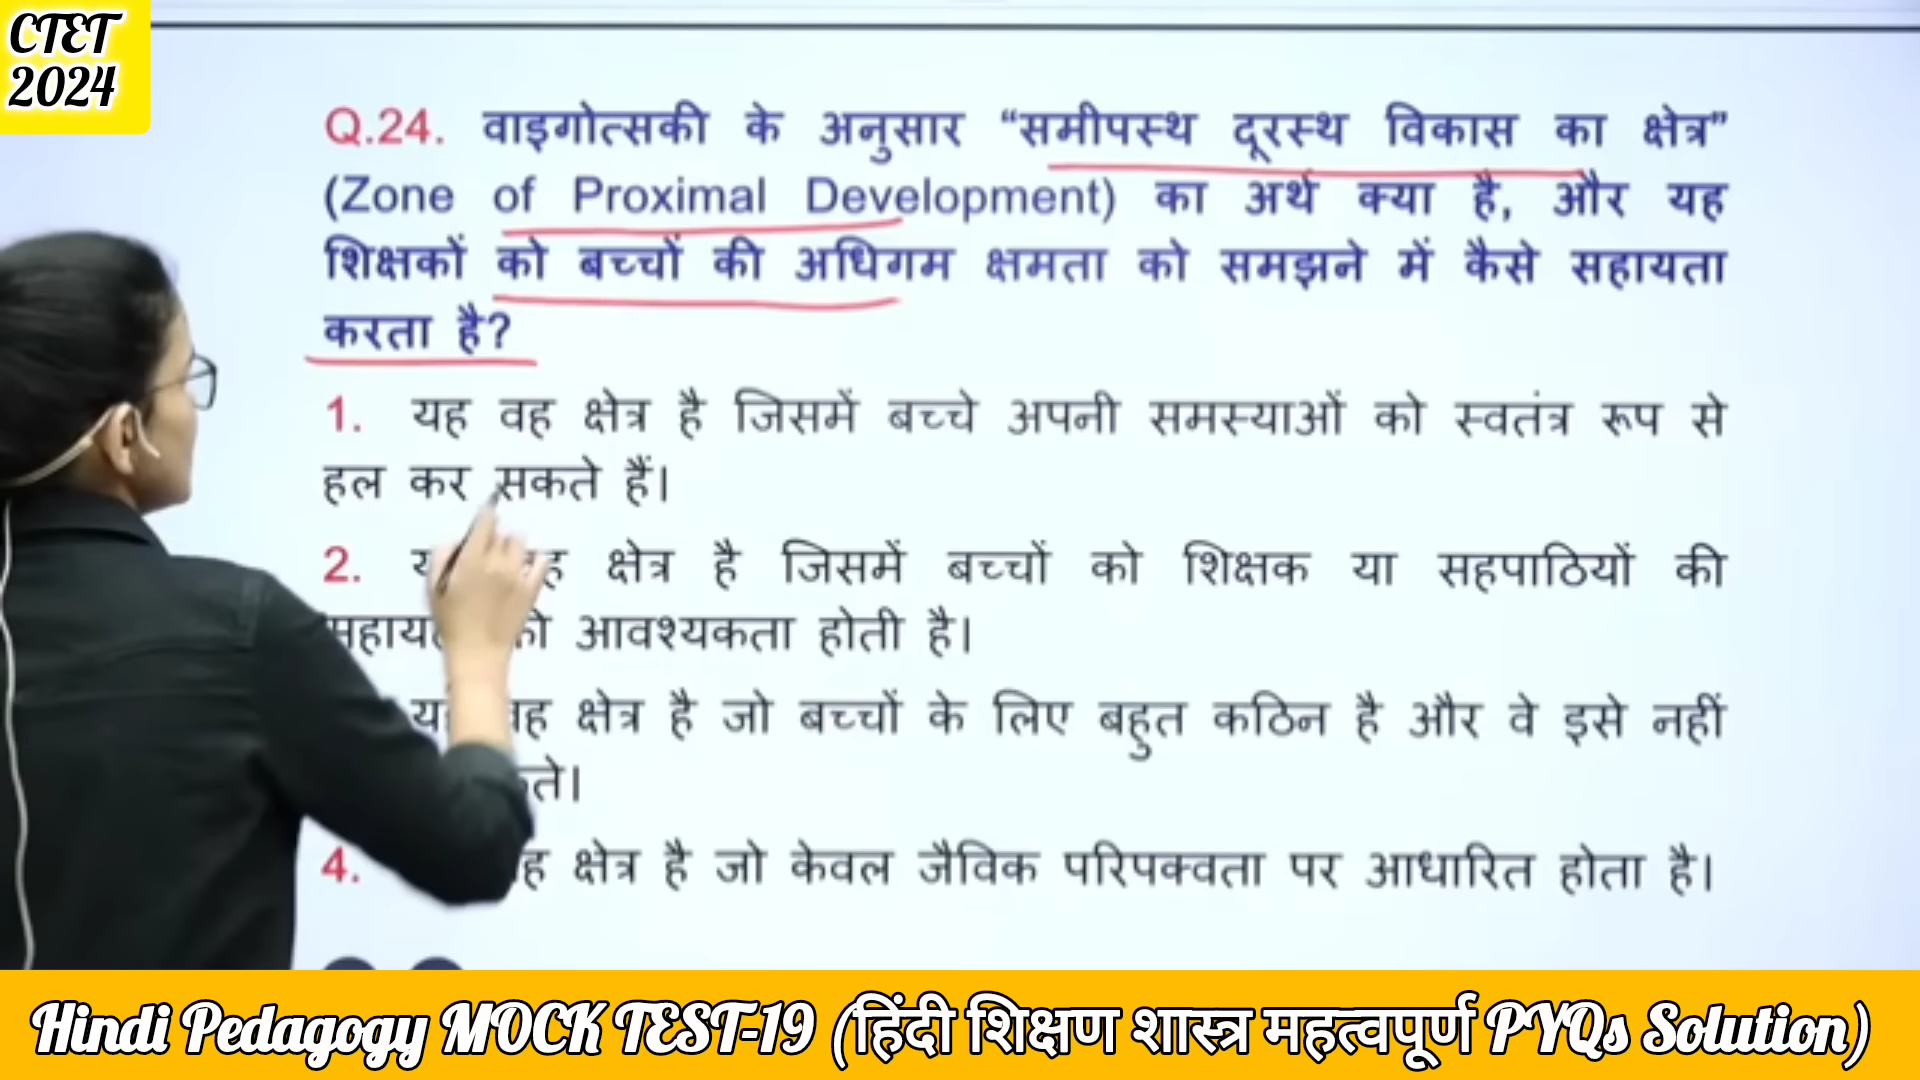 CTET
2024
Q.24. वाइगोत्सकी के अनुसार “समीपस्थ दूरस्थ विकास का क्षेत्र”
(Zone of Proximal Development) का अर्थ क्या है, और यह
शिक्षकों को बच्चों की अधिगम क्षमता को समझने में कैसे सहायता
करता है?
1. यह वह क्षेत्र है जिसमें बच्चे अपनी समस्याओं को स्वतंत्र रूप से
हल कर सकते हैं।
2. क्षेत्र है जिसमें बच्चों को शिक्षक या सहपाठियों की
आवश्यकता होती है।
क्षेत्र है जो बच्चों के लिए बहुत कठिन है और वे इसे नहीं
4. क्षेत्र है जो केवल जैविक परिपक्वता पर आधारित होता है।
Hindi Pedagogy MOCK TEST-19 (हिंदी शिक्षण शास्त्र महत्वपूर्ण PYQs Solution)